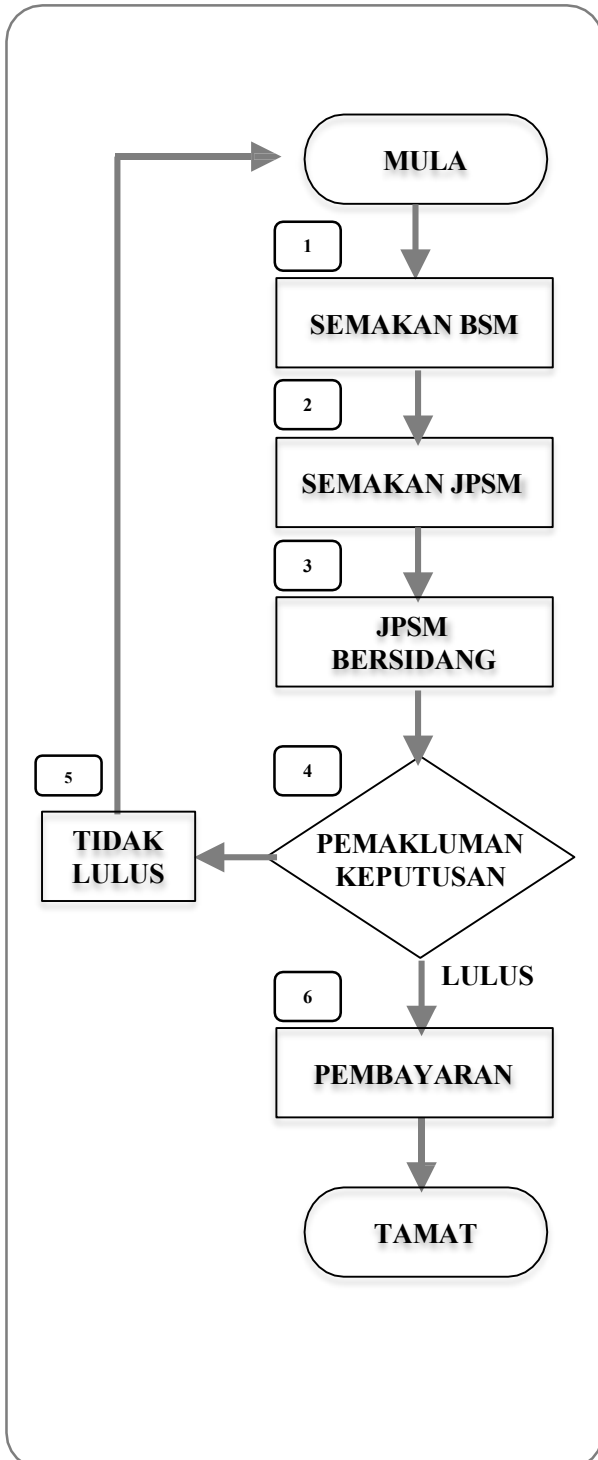 MULA
1
SEMAKAN BSM
2
SEMAKAN JPSM
3
JPSM
BERSIDANG
4
PEMAKLUMAN
KEPUTUSAN
5
TIDAK
LULUS
LULUS
6
PEMBAYARAN
TAMAT